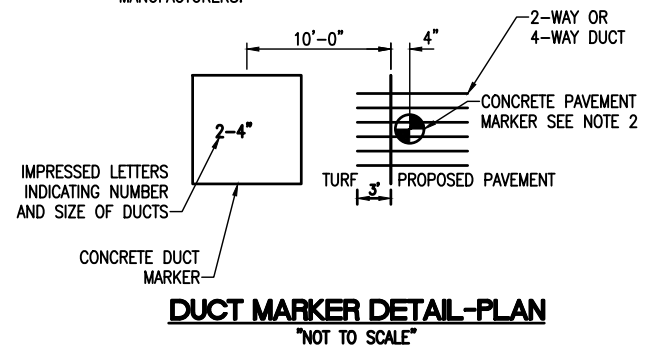 MANUFACTURERS.
2-WAY OR
4-WAY DUCT
10'-0"
4"
CONCRETE PAVEMENT
MARKER SEE NOTE 2
2-4"
IMPRESSED LETTERS
INDICATING NUMBER
AND SIZE OF DUCTS
TURF
PROPOSED PAVEMENT
3'
CONCRETE DUCT
MARKER
DUCT MARKER DETAIL-PLAN
"NOT TO SCALE"